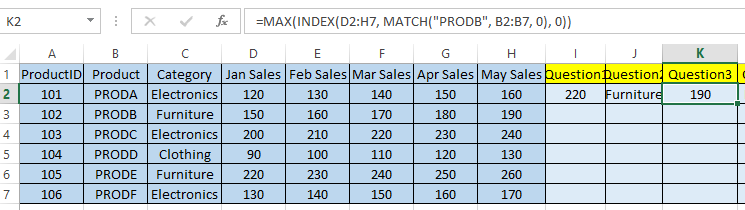 K2 fx =MAX(INDEX(D2:H7, MATCH("PRODB", B2:B7, 0), 0))
A B C D E F G H I J K
1 ProductID Product Category Jan Sales Feb Sales Mar Sales Apr Sales May Sales Question1 Question2 Question3
2 101 PRODA Electronics 120 130 140 150 160 220 Furniture 190
3 102 PRODB Furniture 150 160 170 180 190
4 103 PRODC Electronics 200 210 220 230 240
5 104 PRODD Clothing 90 100 110 120 130
6 105 PRODE Furniture 220 230 240 250 260
7 106 PRODF Electronics 130 140 150 160 170